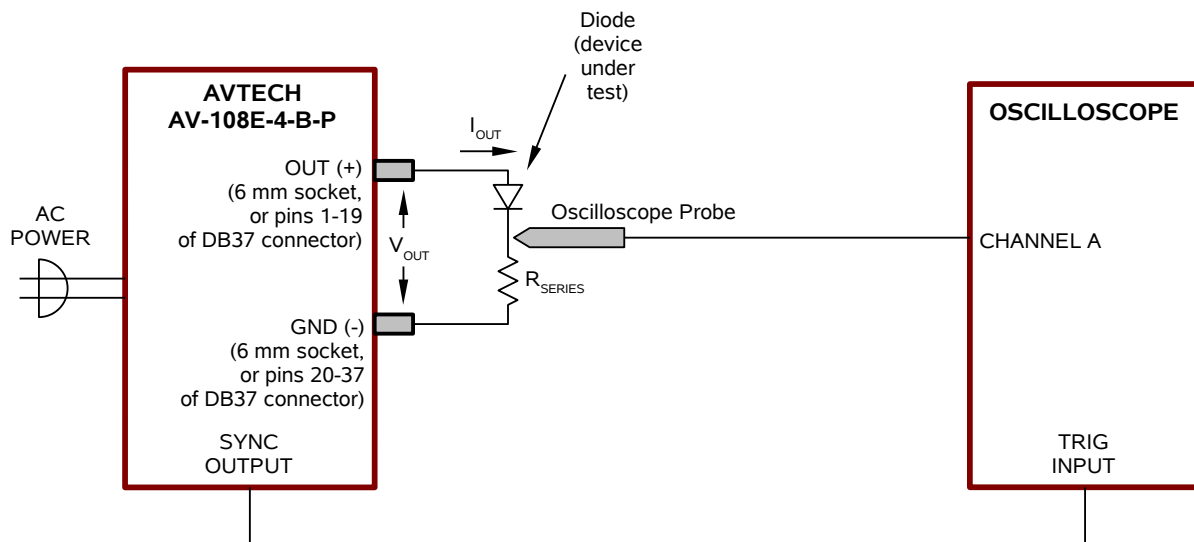 Diode
(device
under
test)
AVTECH
AV-108E-4-B-P
OSCILLOSCOPE
I_OUT
OUT (+)
(6 mm socket,
or pins 1-19
of DB37 connector)
AC
POWER
Oscilloscope Probe
V_OUT
CHANNEL A
R_SERIES
GND (-)
(6 mm socket,
or pins 20-37
of DB37 connector)
SYNC
OUTPUT
TRIG
INPUT